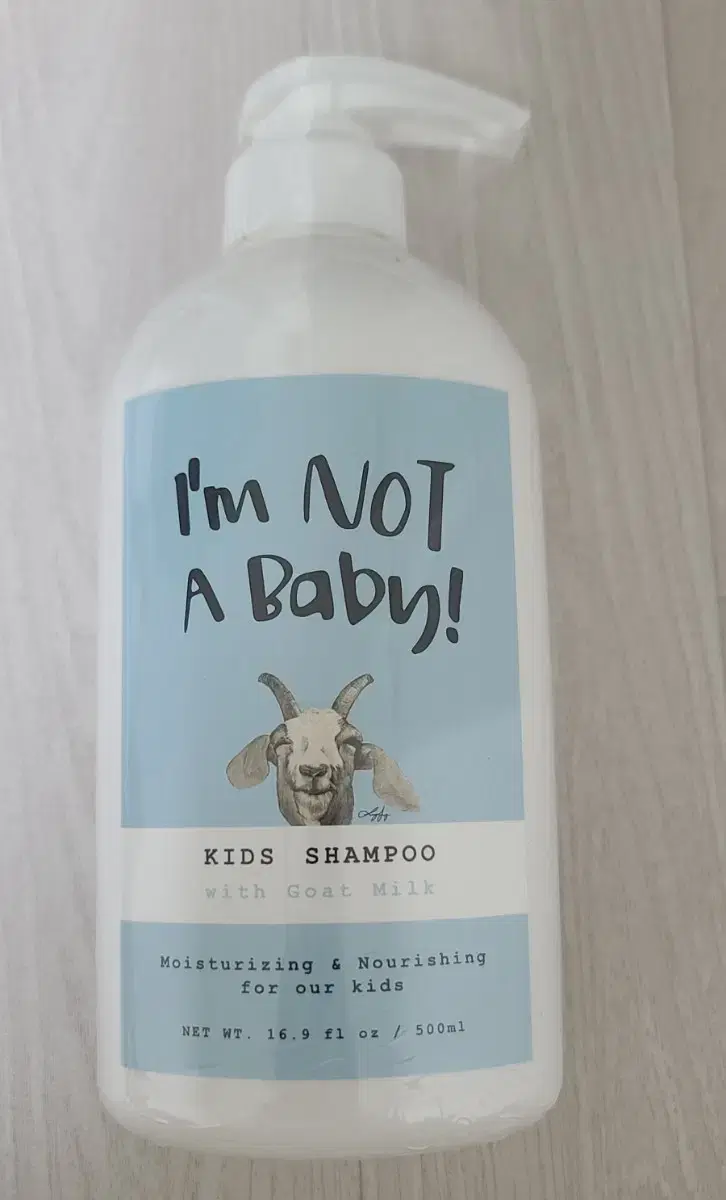 I'm NOT
A Baby!
KIDS SHAMPOO
with Goat Milk
Moisturizing & Nourishing
for our kids
NET WT. 16.9 fl oz / 500ml